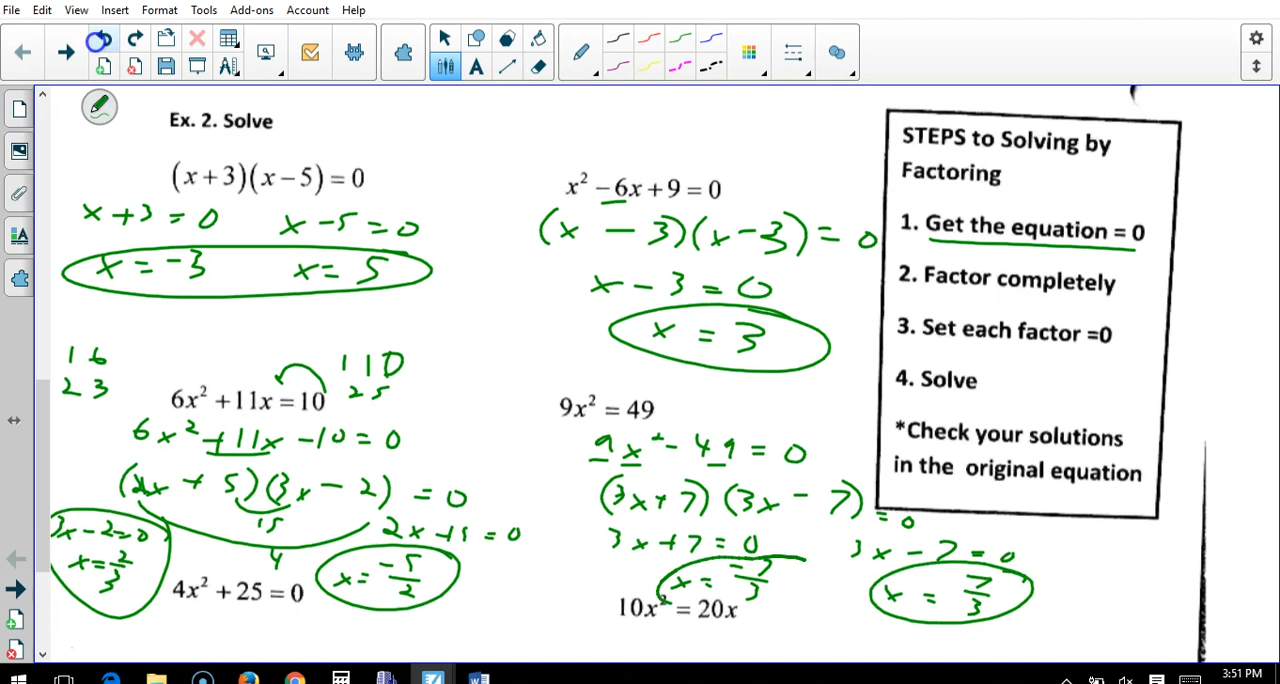 File Edit View Insert Format Tools Add-ons Account Help
Ex. 2. Solve
(x + 3)(x − 5) = 0
x + 3 = 0 x − 5 = 0
x = −3 x = 5
x² − 6x + 9 = 0
(x − 3)(x − 3) = 0
x − 3 = 0
x = 3
1 6
2 3
1 10
2 5
6x² + 11x = 10
6x² + 11x − 10 = 0
(2x + 5)(3x − 2) = 0
15
4
3x − 2 = 0
x = 2/3
2x + 5 = 0
x = −5/2
9x² = 49
9x² − 49 = 0
(3x + 7)(3x − 7) = 0
3x + 7 = 0 3x − 7 = 0
x = −7/3 x = 7/3
4x² + 25 = 0
10x² = 20x
STEPS to Solving by
Factoring
1. Get the equation = 0
2. Factor completely
3. Set each factor =0
4. Solve
*Check your solutions
in the original equation
3:51 PM